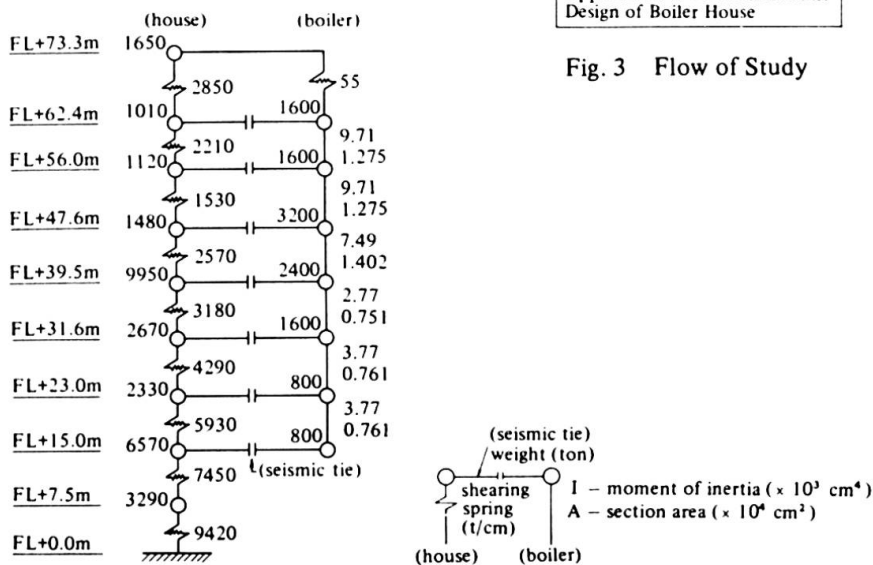 Design of Boiler House
Fig. 3 Flow of Study
(house) (boiler)
FL+73.3m 1650
2850 55
FL+62.4m 1010 1600
2210 9.71
1.275
FL+56.0m 1120 1600
1530 9.71
1.275
FL+47.6m 1480 3200
2570 7.49
1.402
FL+39.5m 9950 2400
3180 2.77
0.751
FL+31.6m 2670 1600
4290 3.77
0.761
FL+23.0m 2330 800
5930 3.77
0.761
FL+15.0m 6570 800
7450 (seismic tie)
FL+7.5m 3290
9420
FL+0.0m
(seismic tie)
weight (ton)
shearing
spring
(t/cm)
(house) (boiler)
I – moment of inertia (× 10³ cm⁴)
A – section area (× 10⁴ cm²)